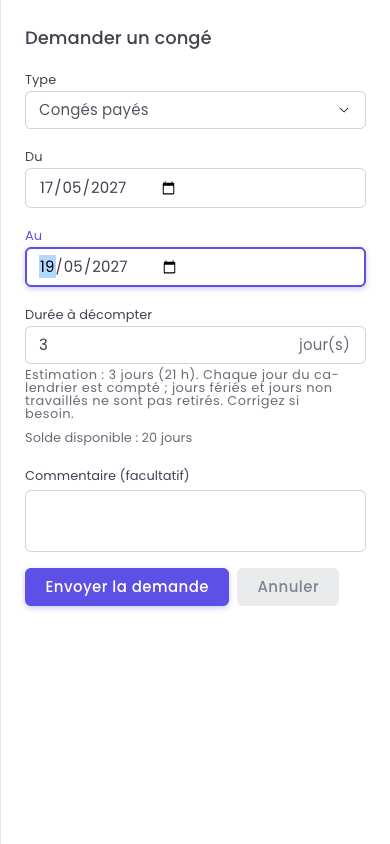 Demander un congé
Type
Congés payés
Du
17/05/2027
Au
19/05/2027
Durée à décompter
3 jour(s)
Estimation : 3 jours (21 h). Chaque jour du ca-
lendrier est compté ; jours fériés et jours non
travaillés ne sont pas retirés. Corrigez si
besoin.
Solde disponible : 20 jours
Commentaire (facultatif)
Envoyer la demande Annuler